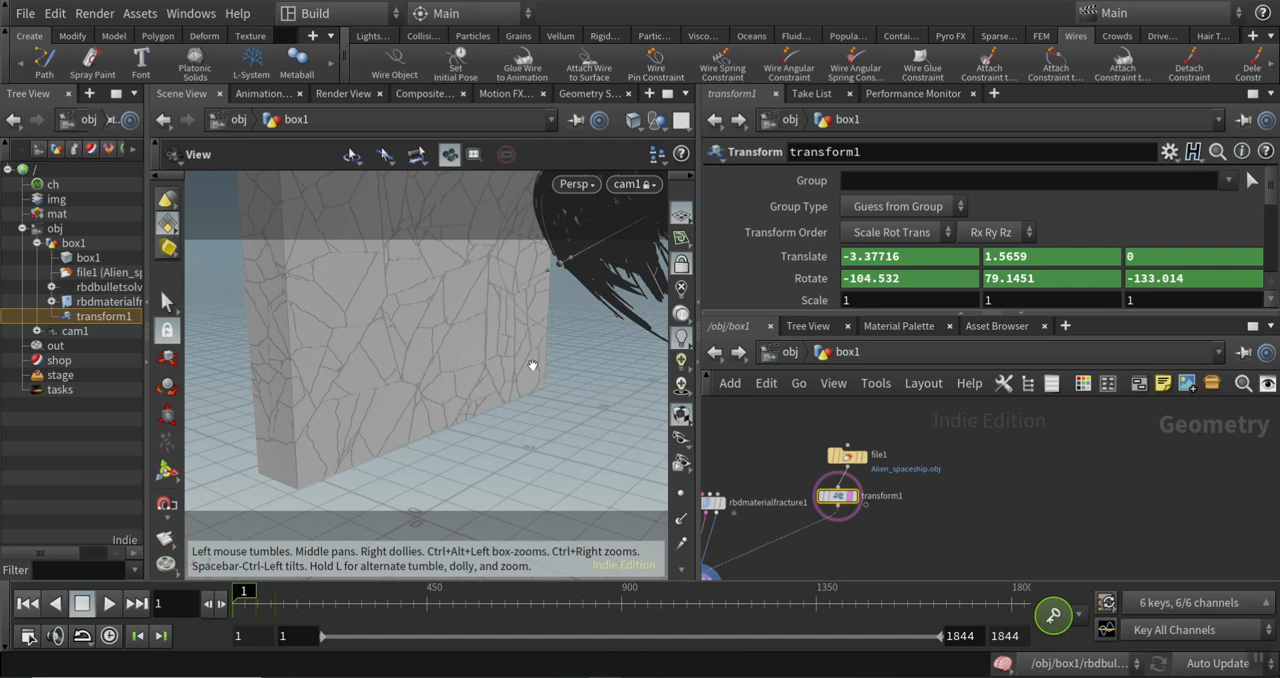 File Edit Render Assets Windows Help Build Main Main
Create Modify Model Polygon Deform Texture
Lights... Collisi... Particles Grains Vellum Rigid... Partic... Visco... Oceans Fluid... Popula... Contai... Pyro FX Sparse... FEM Wires Crowds Drive... Hair T...
Path Spray Paint Font Platonic Solids L-System Metaball
Wire Object Set Initial Pose Glue Wire to Animation Attach Wire to Surface Wire Pin Constraint Wire Spring Constraint Wire Angular Constraint Wire Angular Spring Cons... Wire Glue Constraint Attach Constraint t... Attach Constraint t... Attach Constraint t... Detach Constraint Dele Constr
Tree View
Scene View Animation... Render View Composite... Motion FX... Geometry S...
transform1 Take List Performance Monitor
obj
obj box1
obj box1
View
Transform transform1
/
ch
img
mat
obj
box1
box1
file1 (Alien_sp
rbdbulletsolv
rbdmaterialfr
transform1
cam1
out
shop
stage
tasks
Indie
Filter
Persp cam1
Left mouse tumbles. Middle pans. Right dollies. Ctrl+Alt+Left box-zooms. Ctrl+Right zooms.
Spacebar-Ctrl-Left tilts. Hold L for alternate tumble, dolly, and zoom.
Indie Edition
Group
Group Type Guess from Group
Transform Order Scale Rot Trans Rx Ry Rz
Translate -3.37716 1.5659 0
Rotate -104.532 79.1451 -133.014
Scale 1 1 1
/obj/box1 Tree View Material Palette Asset Browser
obj box1
Add Edit Go View Tools Layout Help
Indie Edition Geometry
file1
Alien_spaceship.obj
rbdmaterialfracture1 transform1
1 1 450 900 1350 1800
1 1 1844 1844
6 keys, 6/6 channels
Key All Channels
/obj/box1/rbdbul... Auto Update